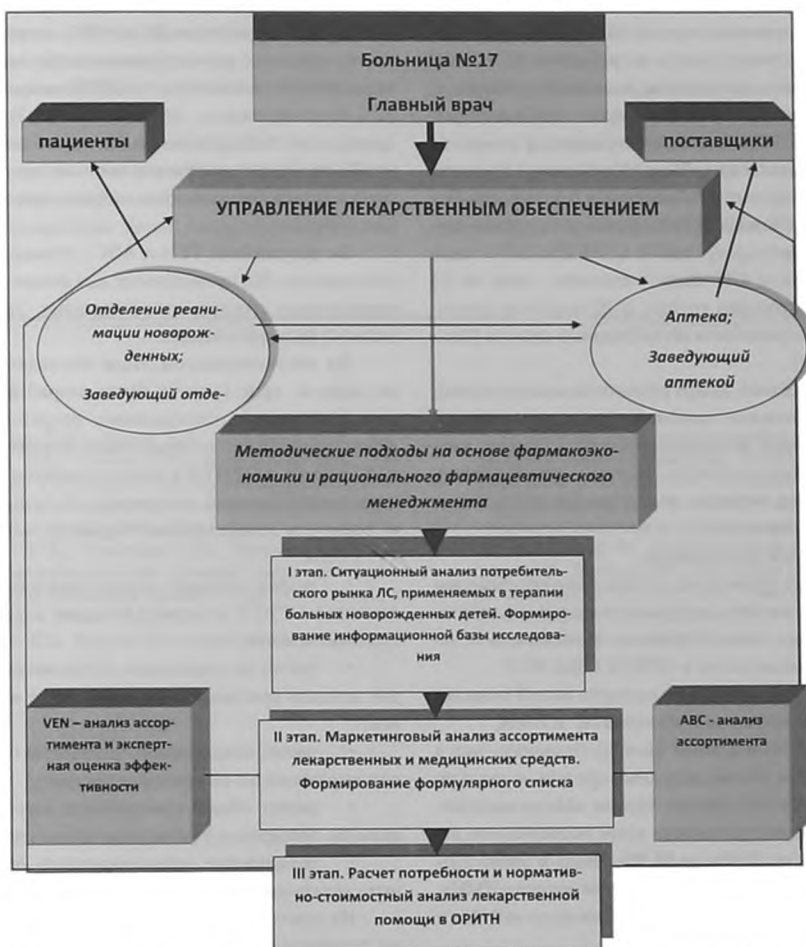 Больница №17
Главный врач
пациенты
поставщики
УПРАВЛЕНИЕ ЛЕКАРСТВЕННЫМ ОБЕСПЕЧЕНИЕМ
Отделение реани-
мации новорож-
денных;
Заведующий отде-
Аптека;
Заведующий
аптекой
Методические подходы на основе фармакоэко-
номики и рационального фармацевтического
менеджмента
I этап. Ситуационный анализ потребитель-
ского рынка ЛС, применяемых в терапии
больных новорожденных детей. Формиро-
вание информационной базы исследова-
ния
VEN – анализ ассор-
тимента и эксперт-
ная оценка эффек-
тивности
II этап. Маркетинговый анализ ассортимента
лекарственных и медицинских средств.
Формирование формулярного списка
ABC - анализ
ассортимента
III этап. Расчет потребности и норматив-
но-стоимостный анализ лекарственной
помощи в ОРИТН